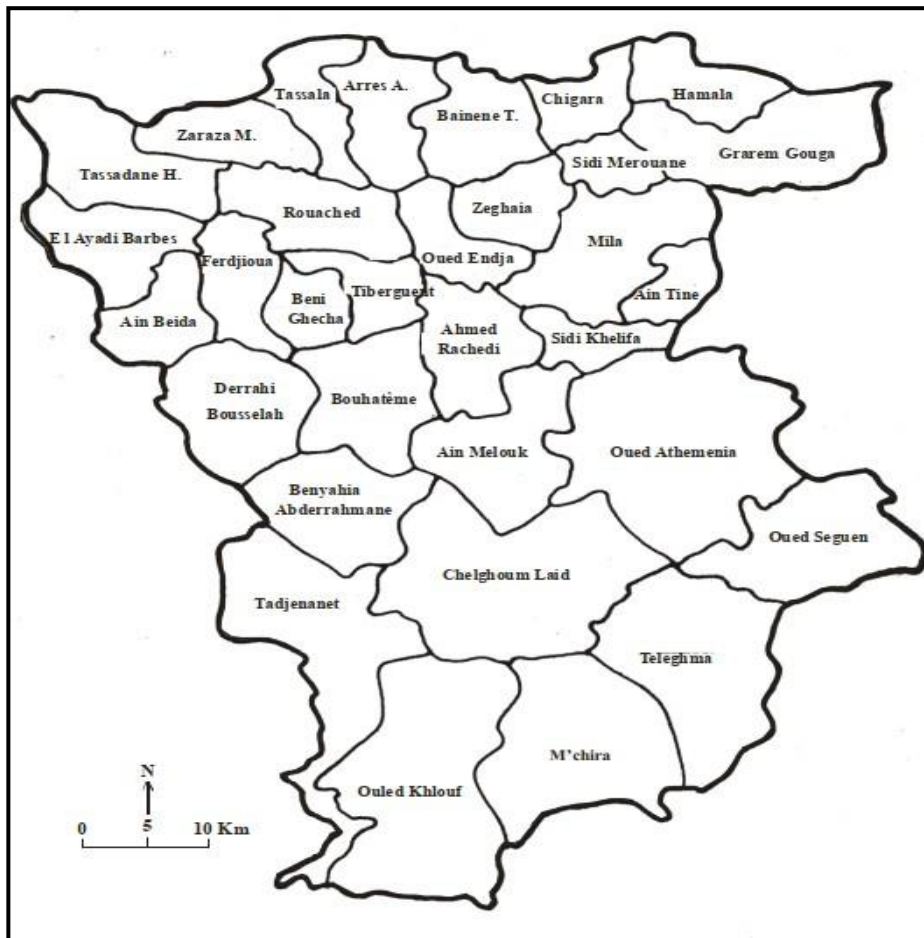 Tassala
Arres A.
Bainene T.
Chigara
Hamala
Zaraza M.
Sidi Merouane
Grarem Gouga
Tassadane H.
Rouached
Zeghaia
Mila
El Ayadi Barbes
Ferdjioua
Oued Endja
Ain Tine
Beni
Ghecha
Tiberguent
Ain Beida
Ahmed
Rachedi
Sidi Khelifa
Derrahi
Bousselah
Bouhatème
Ain Melouk
Oued Athemenia
Benyahia
Abderrahmane
Oued Seguen
Chelghoum Laid
Tadjenanet
Teleghma
M'chira
Ouled Khlouf
N
0 5 10 Km